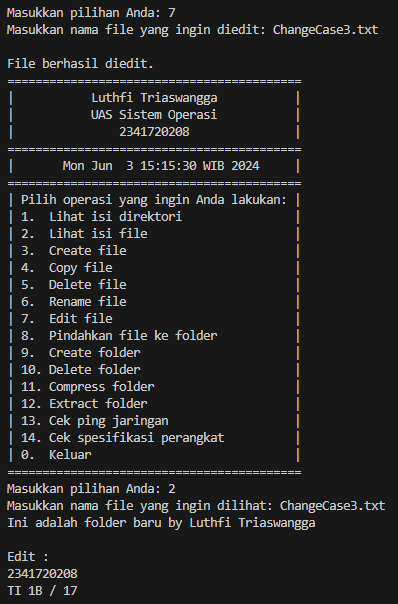 Masukkan pilihan Anda: 7
Masukkan nama file yang ingin diedit: ChangeCase3.txt

File berhasil diedit.
==========================================
|           Luthfi Triaswangga           |
|           UAS Sistem Operasi           |
|               2341720208               |
==========================================
|       Mon Jun  3 15:15:30 WIB 2024     |
==========================================
| Pilih operasi yang ingin Anda lakukan: |
| 1.  Lihat isi direktori                |
| 2.  Lihat isi file                     |
| 3.  Create file                        |
| 4.  Copy file                          |
| 5.  Delete file                        |
| 6.  Rename file                        |
| 7.  Edit file                          |
| 8.  Pindahkan file ke folder           |
| 9.  Create folder                      |
| 10. Delete folder                      |
| 11. Compress folder                    |
| 12. Extract folder                     |
| 13. Cek ping jaringan                  |
| 14. Cek spesifikasi perangkat          |
| 0.  Keluar                             |
==========================================
Masukkan pilihan Anda: 2
Masukkan nama file yang ingin dilihat: ChangeCase3.txt
Ini adalah folder baru by Luthfi Triaswangga

Edit :
2341720208
TI 1B / 17